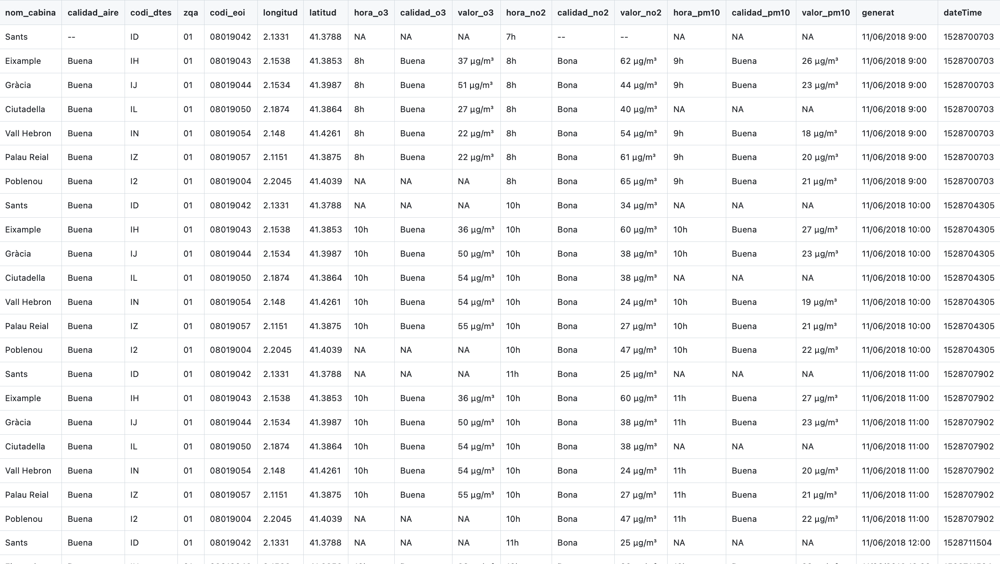 nom_cabina calidad_aire codi_dtes zqa codi_eoi longitud latitud hora_o3 calidad_o3 valor_o3 hora_no2 calidad_no2 valor_no2 hora_pm10 calidad_pm10 valor_pm10 generat dateTime
Sants -- ID 01 08019042 2.1331 41.3788 NA NA NA 7h -- -- NA NA NA 11/06/2018 9:00 1528700703
Eixample Buena IH 01 08019043 2.1538 41.3853 8h Buena 37 µg/m³ 8h Bona 62 µg/m³ 9h Buena 26 µg/m³ 11/06/2018 9:00 1528700703
Gràcia Buena IJ 01 08019044 2.1534 41.3987 8h Buena 51 µg/m³ 8h Bona 44 µg/m³ 9h Buena 23 µg/m³ 11/06/2018 9:00 1528700703
Ciutadella Buena IL 01 08019050 2.1874 41.3864 8h Buena 27 µg/m³ 8h Bona 40 µg/m³ NA NA NA 11/06/2018 9:00 1528700703
Vall Hebron Buena IN 01 08019054 2.148 41.4261 8h Buena 22 µg/m³ 8h Bona 54 µg/m³ 9h Buena 18 µg/m³ 11/06/2018 9:00 1528700703
Palau Reial Buena IZ 01 08019057 2.1151 41.3875 8h Buena 22 µg/m³ 8h Bona 61 µg/m³ 9h Buena 20 µg/m³ 11/06/2018 9:00 1528700703
Poblenou Buena I2 01 08019004 2.2045 41.4039 NA NA NA 8h Bona 65 µg/m³ 9h Buena 21 µg/m³ 11/06/2018 9:00 1528700703
Sants Buena ID 01 08019042 2.1331 41.3788 NA NA NA 10h Bona 34 µg/m³ NA NA NA 11/06/2018 10:00 1528704305
Eixample Buena IH 01 08019043 2.1538 41.3853 10h Buena 36 µg/m³ 10h Bona 60 µg/m³ 10h Buena 27 µg/m³ 11/06/2018 10:00 1528704305
Gràcia Buena IJ 01 08019044 2.1534 41.3987 10h Buena 50 µg/m³ 10h Bona 38 µg/m³ 10h Buena 23 µg/m³ 11/06/2018 10:00 1528704305
Ciutadella Buena IL 01 08019050 2.1874 41.3864 10h Buena 54 µg/m³ 10h Bona 38 µg/m³ NA NA NA 11/06/2018 10:00 1528704305
Vall Hebron Buena IN 01 08019054 2.148 41.4261 10h Buena 54 µg/m³ 10h Bona 24 µg/m³ 10h Buena 19 µg/m³ 11/06/2018 10:00 1528704305
Palau Reial Buena IZ 01 08019057 2.1151 41.3875 10h Buena 55 µg/m³ 10h Bona 27 µg/m³ 10h Buena 21 µg/m³ 11/06/2018 10:00 1528704305
Poblenou Buena I2 01 08019004 2.2045 41.4039 NA NA NA 10h Bona 47 µg/m³ 10h Buena 22 µg/m³ 11/06/2018 10:00 1528704305
Sants Buena ID 01 08019042 2.1331 41.3788 NA NA NA 11h Bona 25 µg/m³ NA NA NA 11/06/2018 11:00 1528707902
Eixample Buena IH 01 08019043 2.1538 41.3853 10h Buena 36 µg/m³ 10h Bona 60 µg/m³ 11h Buena 27 µg/m³ 11/06/2018 11:00 1528707902
Gràcia Buena IJ 01 08019044 2.1534 41.3987 10h Buena 50 µg/m³ 10h Bona 38 µg/m³ 11h Buena 23 µg/m³ 11/06/2018 11:00 1528707902
Ciutadella Buena IL 01 08019050 2.1874 41.3864 10h Buena 54 µg/m³ 10h Bona 38 µg/m³ NA NA NA 11/06/2018 11:00 1528707902
Vall Hebron Buena IN 01 08019054 2.148 41.4261 10h Buena 54 µg/m³ 10h Bona 24 µg/m³ 11h Buena 20 µg/m³ 11/06/2018 11:00 1528707902
Palau Reial Buena IZ 01 08019057 2.1151 41.3875 10h Buena 55 µg/m³ 10h Bona 27 µg/m³ 11h Buena 21 µg/m³ 11/06/2018 11:00 1528707902
Poblenou Buena I2 01 08019004 2.2045 41.4039 NA NA NA 10h Bona 47 µg/m³ 11h Buena 22 µg/m³ 11/06/2018 11:00 1528707902
Sants Buena ID 01 08019042 2.1331 41.3788 NA NA NA 11h Bona 25 µg/m³ NA NA NA 11/06/2018 12:00 1528711504